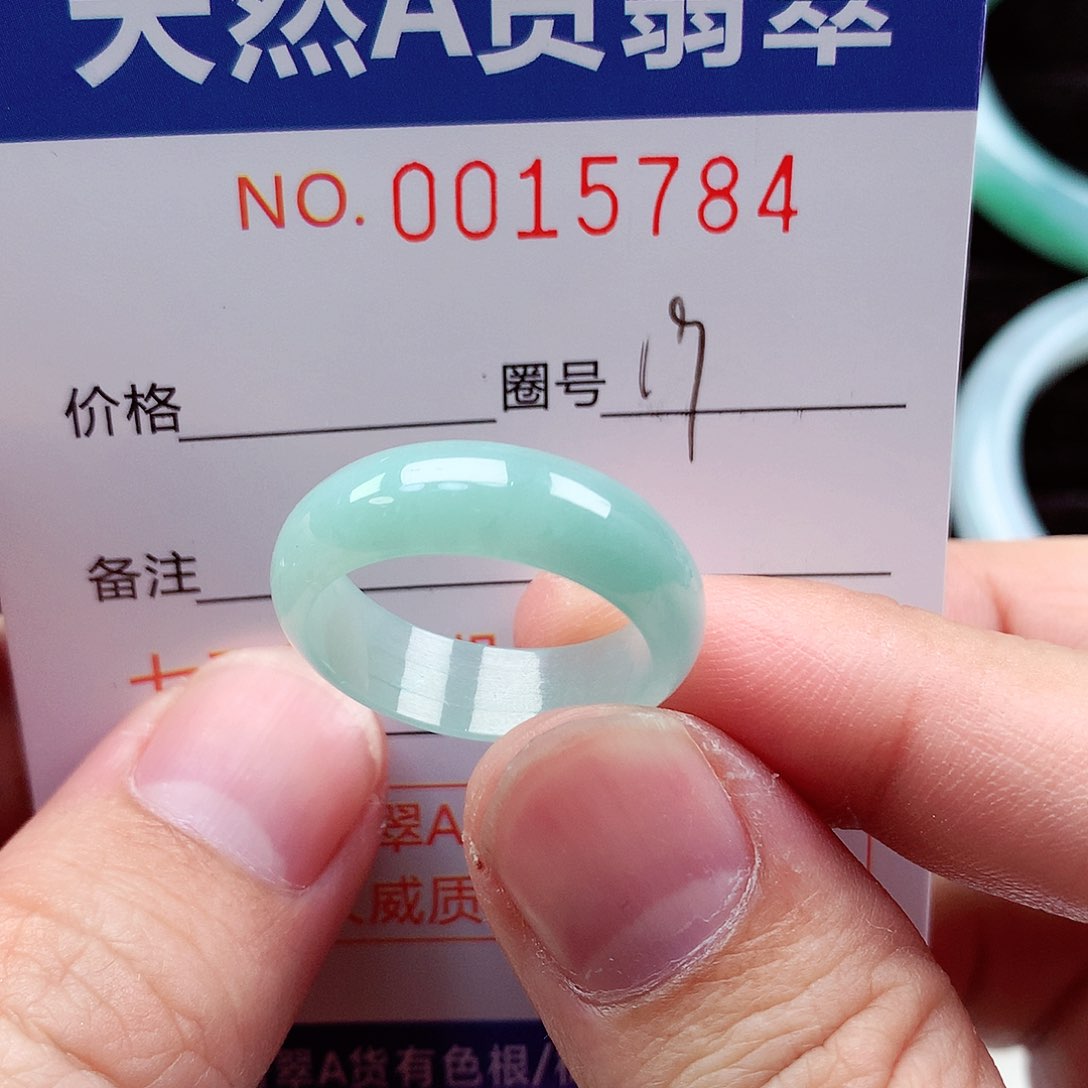 天然A货翡翠
NO. 0015784
价格 圈号
备注
翠A
威质
翠A货有色根/